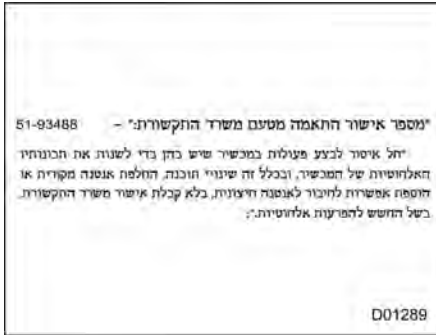 "מספר אישור התאמה מטעם משרד התקשורת:" – 51-93488
"חל איסור לבצע פעולות במכשיר שיש בהן כדי לשנות את תכונותיו
האלחוטיות של המכשיר, ובכלל זה שינויי תוכנה, החלפת אנטנה מקורית או
הוספת אפשרות לחיבור לאנטנה חיצונית, בלא קבלת אישור משרד התקשורת,
בשל החשש להפרעות אלחוטיות.";
D01289